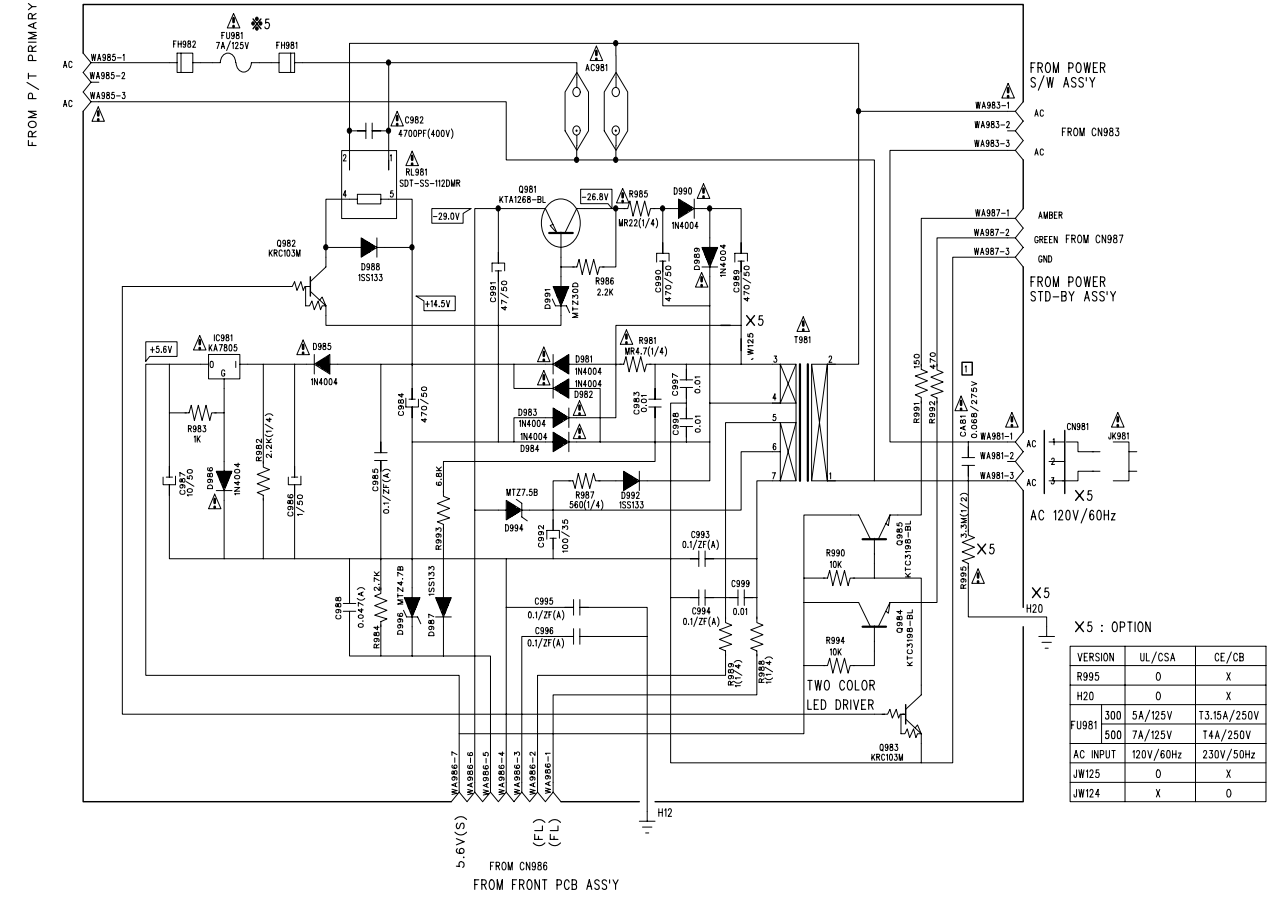 FROM P/T PRIMARY
AC
WA985-1
WA985-2
AC
WA985-3
FH982
FU981
7A/125V
※5
FH981
AC981
C982
4700PF(400V)
2
1
4
5
RL981
SDT-SS-112DMR
Q982
KRC103M
D988
1SS133
+14.5V
-29.0V
Q981
KTA1268-BL
-26.8V
R985
MR22(1/4)
D990
1N4004
C991
47/50
D991
MTZ30D
R986
2.2K
C990
470/50
D989
1N4004
C989
470/50
X5
W125
T981
+5.6V
IC981
KA7805
O
I
G
D985
1N4004
D981
1N4004
1N4004
D982
D983
1N4004
1N4004
D984
R981
MR4.7(1/4)
C983
0.01
C997
0.01
C998
0.01
3
4
5
6
7
2
1
R983
1K
R982
2.2K(1/4)
C987
10/50
D986
1N4004
C986
1/50
C985
0.1/ZF(A)
C984
470/50
R993
6.8K
MTZ7.5B
D994
R987
560(1/4)
D992
1SS133
C992
100/35
C988
0.047(A)
R984
2.7K
D996
MTZ4.7B
D987
1SS133
C995
0.1/ZF(A)
C996
0.1/ZF(A)
C993
0.1/ZF(A)
C994
0.1/ZF(A)
C999
0.01
R989
1(1/4)
R988
1(1/4)
R990
10K
R994
10K
Q985
KTC3198-BL
Q984
KTC3198-BL
TWO COLOR
LED DRIVER
Q983
KRC103M
R991
150
R992
470
FROM POWER
S/W ASS'Y
WA983-1
AC
WA983-2
FROM CN983
WA983-3
AC
WA987-1
AMBER
WA987-2
GREEN
FROM CN987
WA987-3
GND
FROM POWER
STD-BY ASS'Y
1
CA81
0.068/275V
WA981-1
AC
WA981-2
WA981-3
AC
CN981
1
2
3
JK981
X5
AC 120V/60Hz
R995
3.3M(1/2)
X5
X5
H20
X5 : OPTION
VERSION UL/CSA CE/CB
R995 O X
H20 O X
FU981 300 5A/125V T3.15A/250V
500 7A/125V T4A/250V
AC INPUT 120V/60Hz 230V/50Hz
JW125 O X
JW124 X O
WA986-7
WA986-6
WA986-5
WA986-4
WA986-3
WA986-2
WA986-1
5.6V(S)
(FL)
(FL)
H12
FROM CN986
FROM FRONT PCB ASS'Y